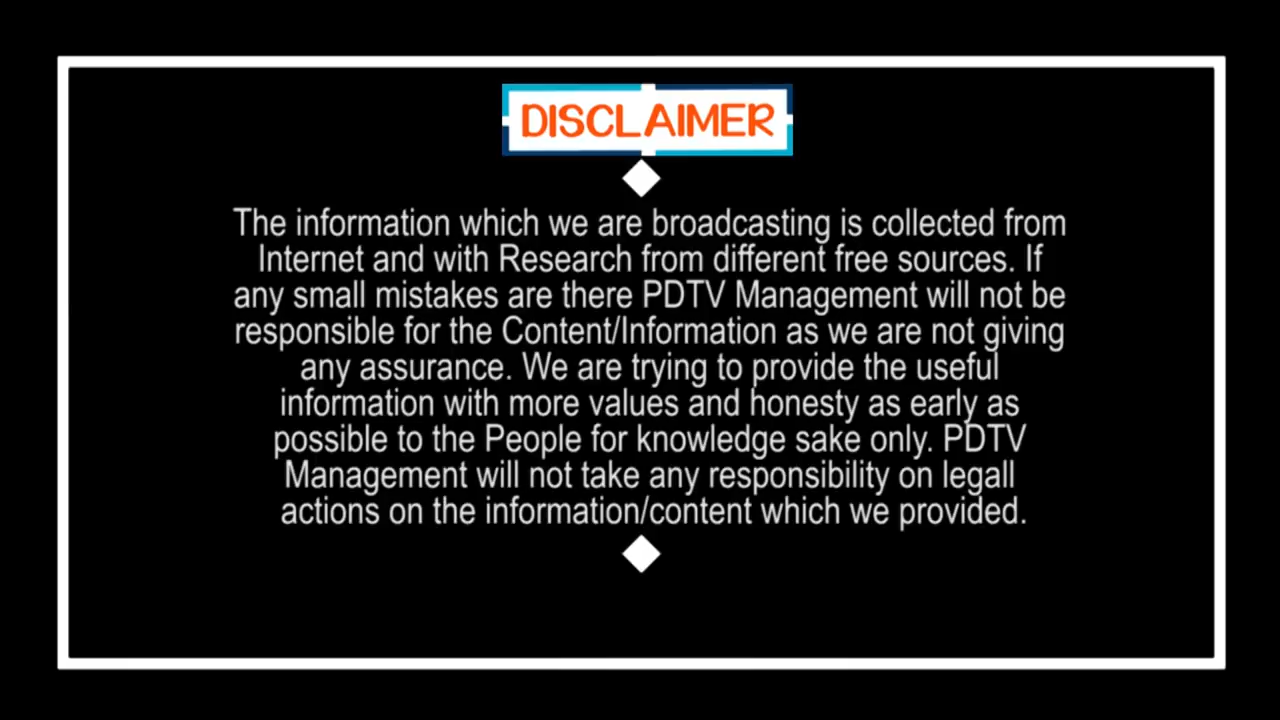 DISCLAIMER
The information which we are broadcasting is collected from
Internet and with Research from different free sources. If
any small mistakes are there PDTV Management will not be
responsible for the Content/Information as we are not giving
any assurance. We are trying to provide the useful
information with more values and honesty as early as
possible to the People for knowledge sake only. PDTV
Management will not take any responsibility on legall
actions on the information/content which we provided.